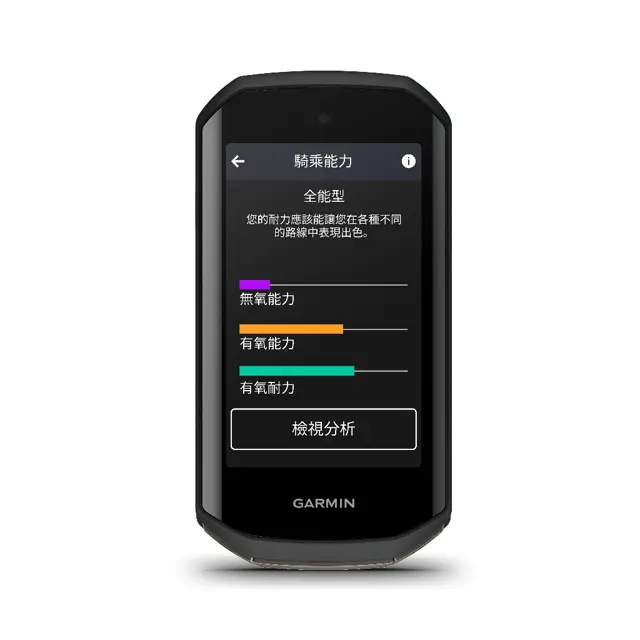 騎乘能力
全能型
您的耐力應該能讓您在各種不同
的路線中表現出色。
無氧能力
有氧能力
有氧耐力
檢視分析
GARMIN